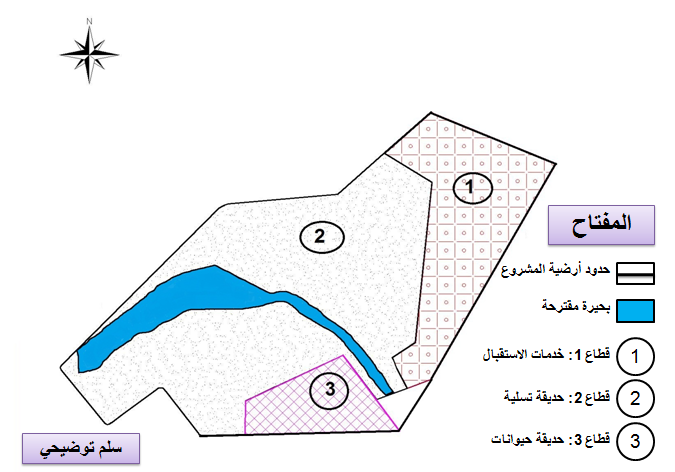 N
1
2
3
المفتاح
حدود أرضية المشروع
بحيرة مقترحة
1 قطاع 1: خدمات الاستقبال
2 قطاع 2: حديقة تسلية
3 قطاع 3: حديقة حيوانات
سلم توضيحي